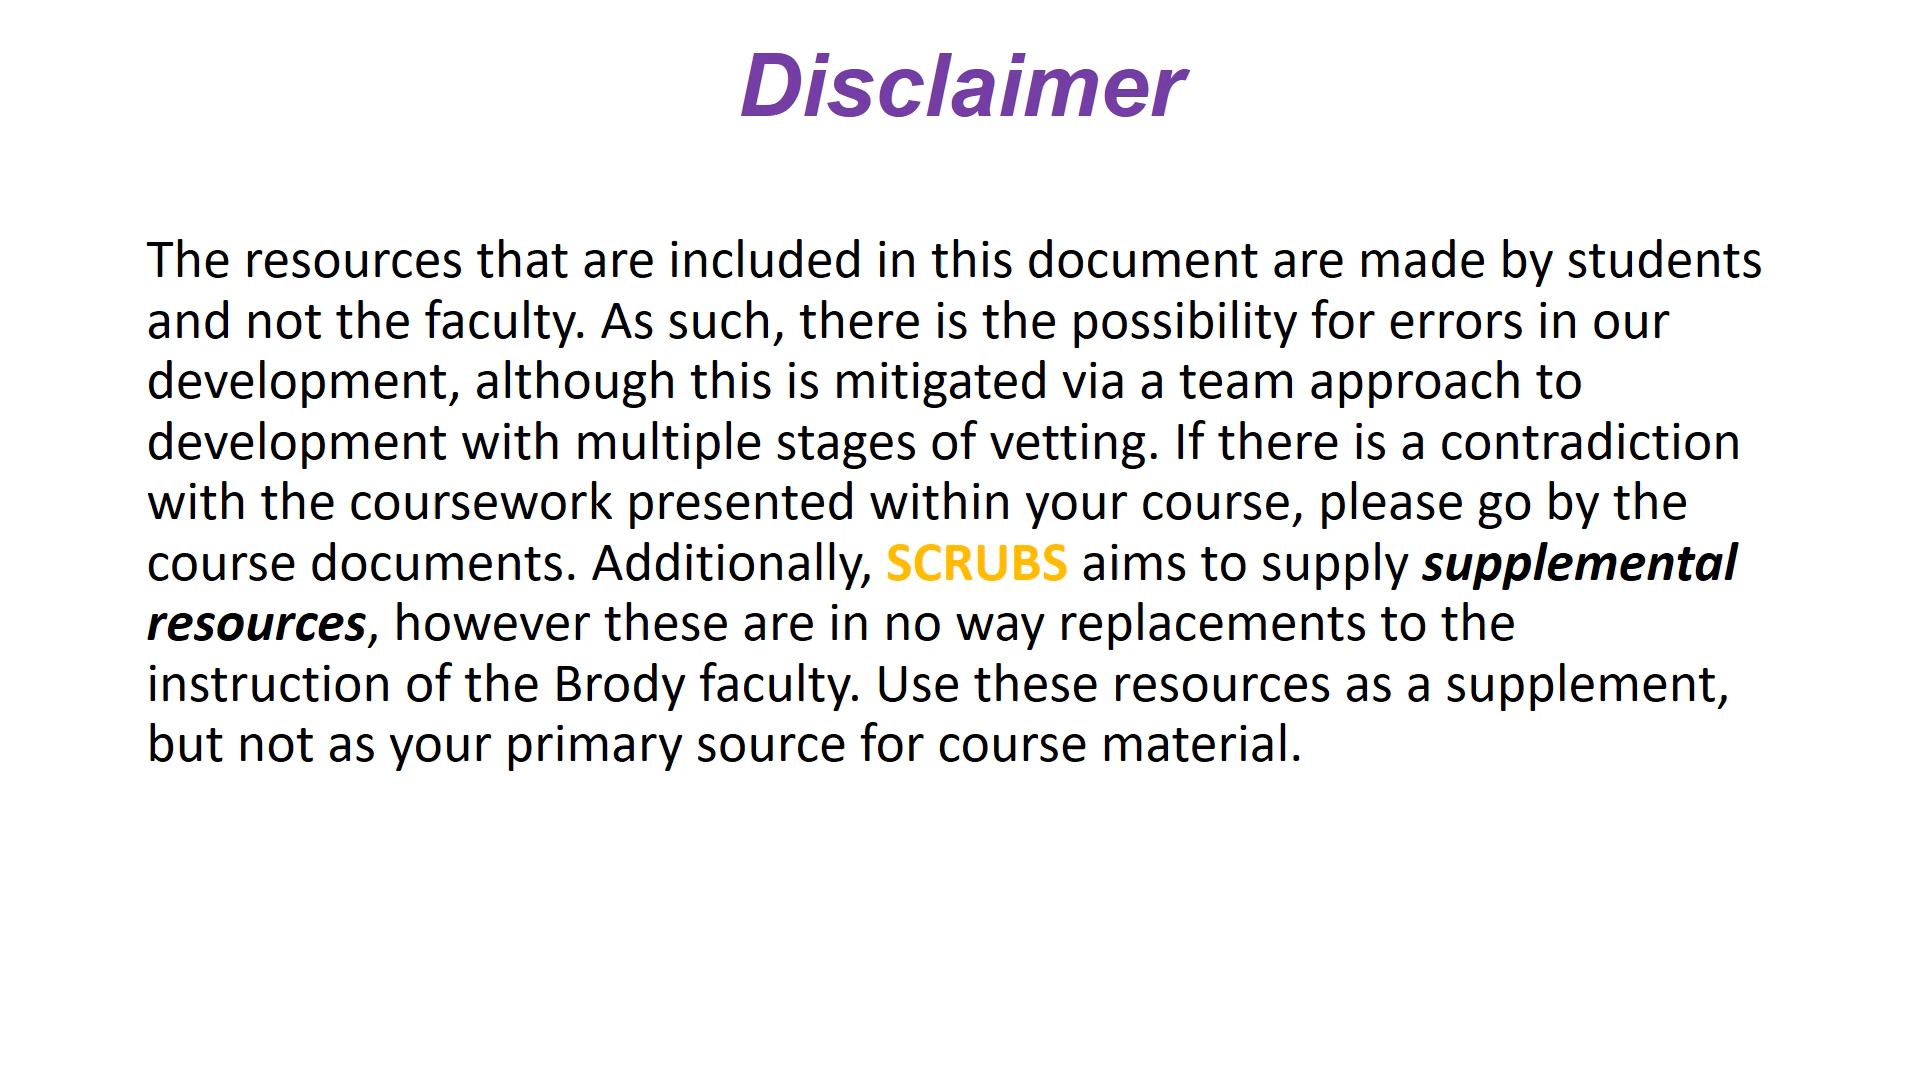 Disclaimer
The resources that are included in this document are made by students
and not the faculty. As such, there is the possibility for errors in our
development, although this is mitigated via a team approach to
development with multiple stages of vetting. If there is a contradiction
with the coursework presented within your course, please go by the
course documents. Additionally, SCRUBS aims to supply supplemental
resources, however these are in no way replacements to the
instruction of the Brody faculty. Use these resources as a supplement,
but not as your primary source for course material.